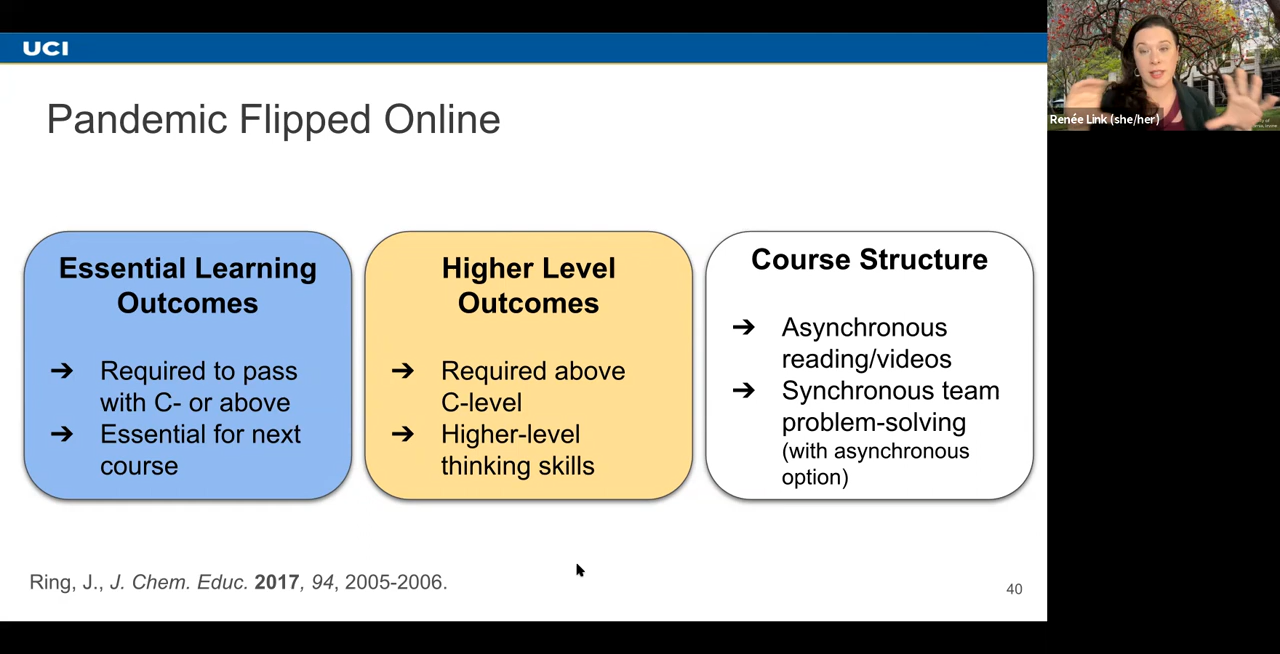 UCI
Renée Link (she/her)
Pandemic Flipped Online
Essential Learning
Outcomes
➔ Required to pass
with C- or above
➔ Essential for next
course
Higher Level
Outcomes
➔ Required above
C-level
➔ Higher-level
thinking skills
Course Structure
➔ Asynchronous
reading/videos
➔ Synchronous team
problem-solving
(with asynchronous
option)
Ring, J., J. Chem. Educ. 2017, 94, 2005-2006.
40